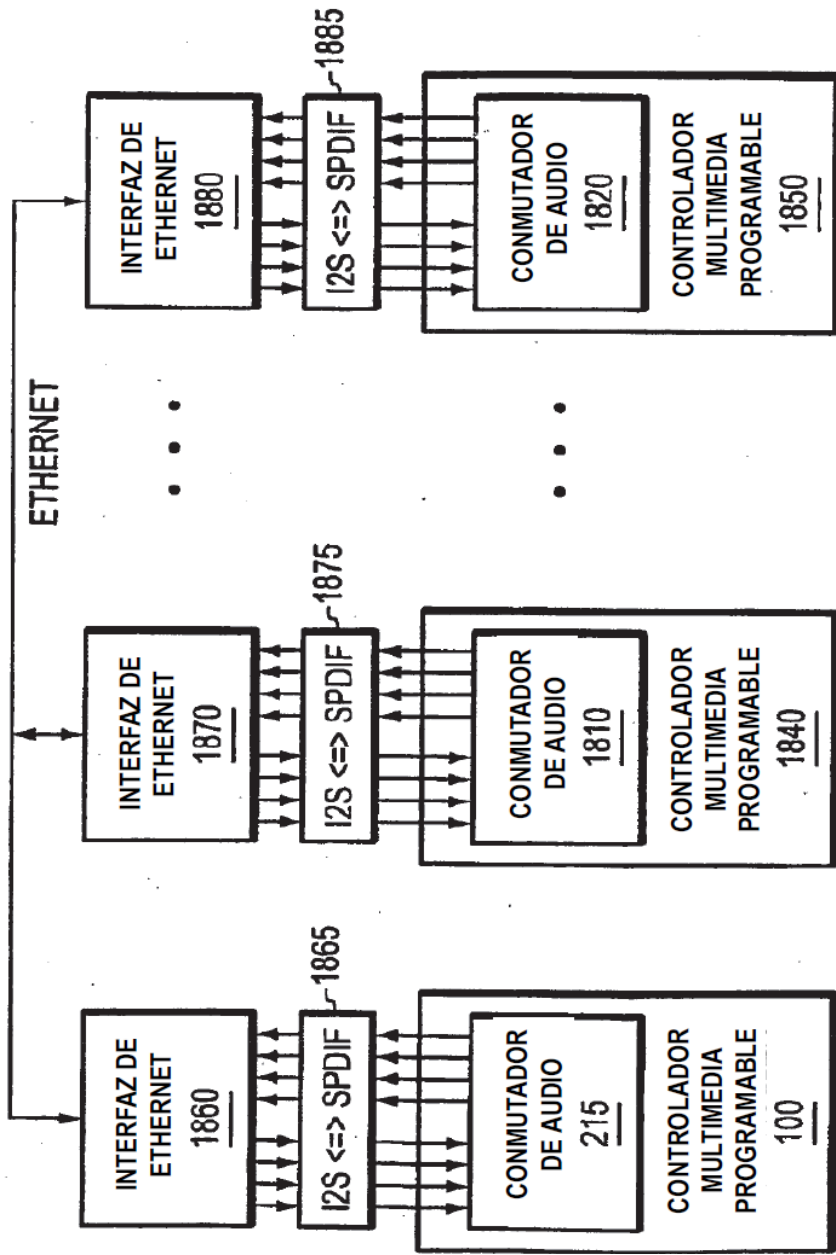 ETHERNET
INTERFAZ DE
ETHERNET
1860
I2S <=> SPDIF
1865
CONMUTADOR
DE AUDIO
215
CONTROLADOR
MULTIMEDIA
PROGRAMABLE
100
INTERFAZ DE
ETHERNET
1870
I2S <=> SPDIF
1875
CONMUTADOR
DE AUDIO
1810
CONTROLADOR
MULTIMEDIA
PROGRAMABLE
1840
INTERFAZ DE
ETHERNET
1880
I2S <=> SPDIF
1885
CONMUTADOR
DE AUDIO
1820
CONTROLADOR
MULTIMEDIA
PROGRAMABLE
1850